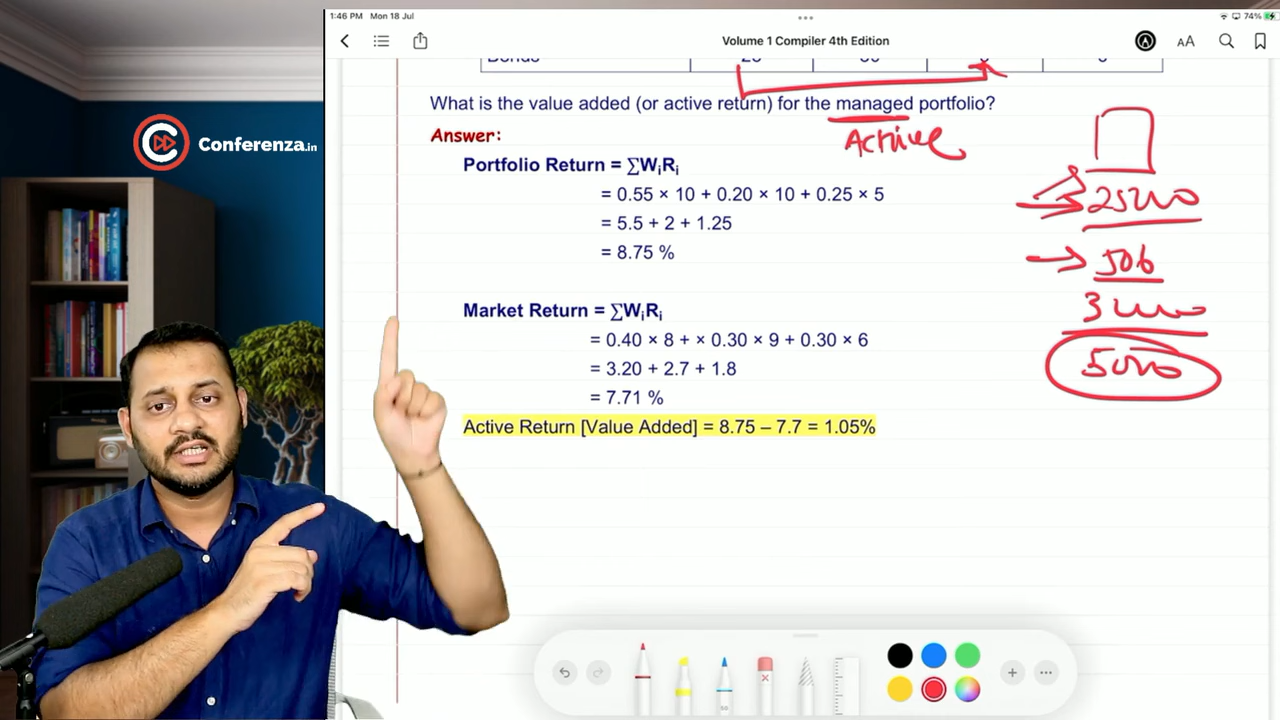 1:46 PM Mon 18 Jul
74%
Volume 1 Compiler 4th Edition
AA
Conferenza.in
What is the value added (or active return) for the managed portfolio?
Active
Answer:
Portfolio Return = ∑WiRi
= 0.55 × 10 + 0.20 × 10 + 0.25 × 5
= 5.5 + 2 + 1.25
= 8.75 %
Market Return = ∑WiRi
= 0.40 × 8 + × 0.30 × 9 + 0.30 × 6
= 3.20 + 2.7 + 1.8
= 7.71 %
Active Return [Value Added] = 8.75 – 7.7 = 1.05%